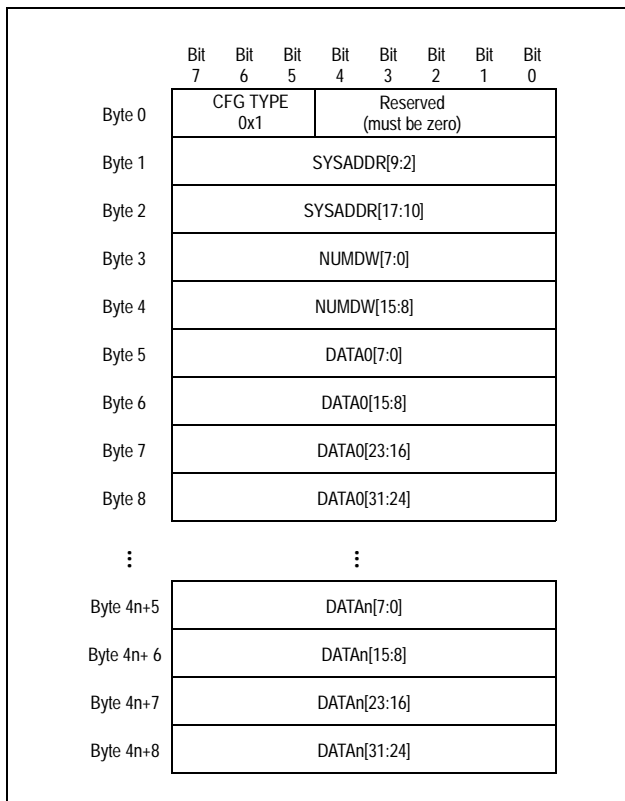 Bit Bit Bit Bit Bit Bit Bit Bit
7 6 5 4 3 2 1 0
Byte 0 CFG TYPE 0x1 Reserved (must be zero)
Byte 1 SYSADDR[9:2]
Byte 2 SYSADDR[17:10]
Byte 3 NUMDW[7:0]
Byte 4 NUMDW[15:8]
Byte 5 DATA0[7:0]
Byte 6 DATA0[15:8]
Byte 7 DATA0[23:16]
Byte 8 DATA0[31:24]
⋮ ⋮
Byte 4n+5 DATAn[7:0]
Byte 4n+ 6 DATAn[15:8]
Byte 4n+7 DATAn[23:16]
Byte 4n+8 DATAn[31:24]